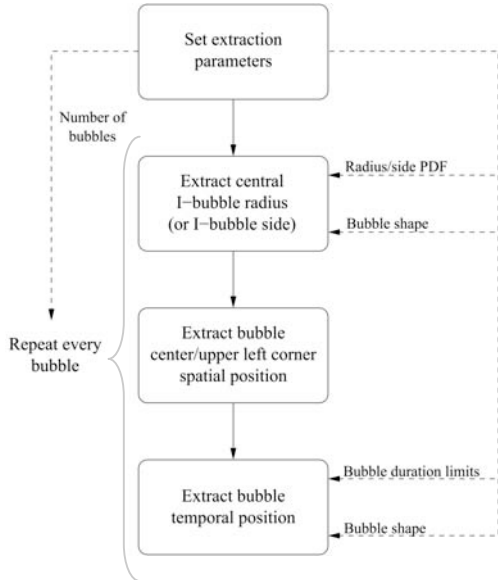 Set extraction
parameters
Number of
bubbles
Extract central
I−bubble radius
(or I−bubble side)
Radius/side PDF
Bubble shape
Repeat every
bubble
Extract bubble
center/upper left corner
spatial position
Extract bubble
temporal position
Bubble duration limits
Bubble shape